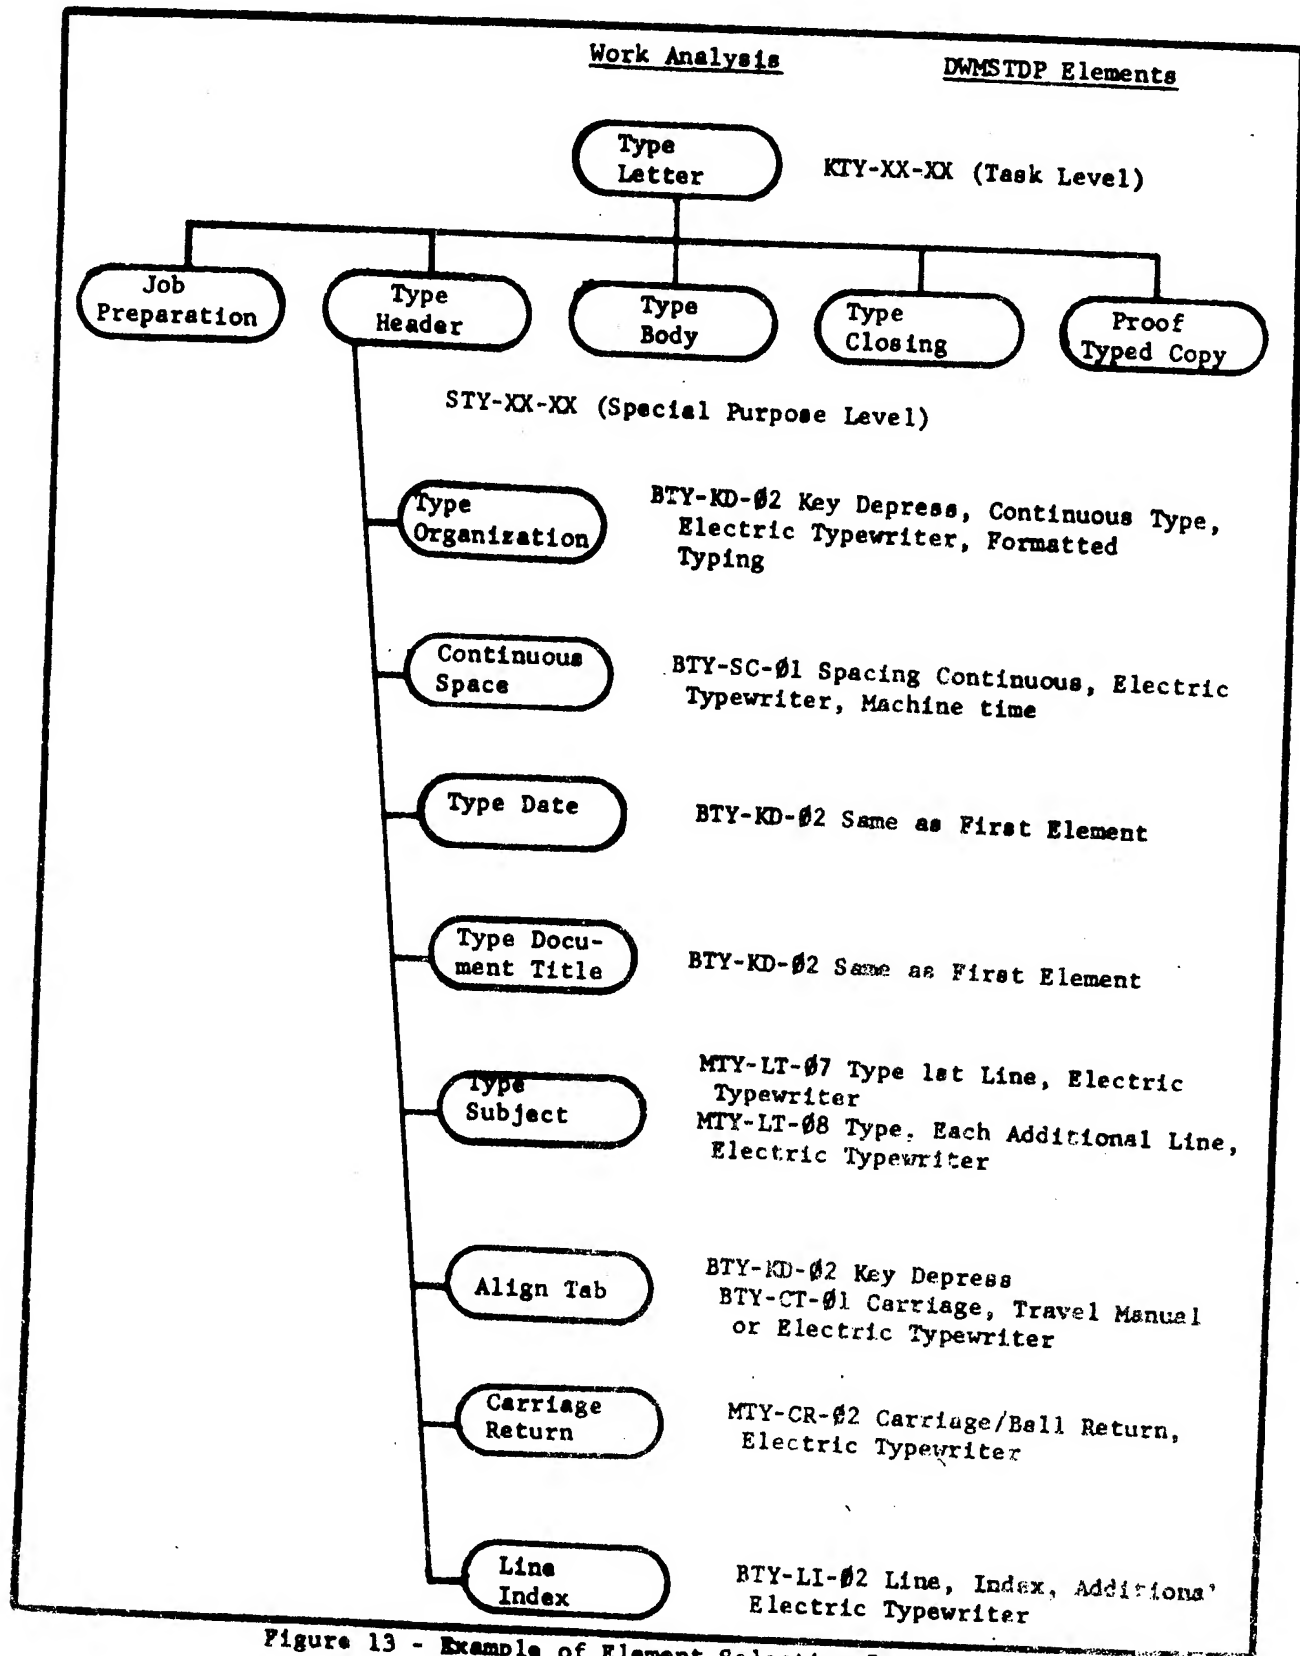 Work Analysis DWMSTDP Elements
Type
Letter
KTY-XX-XX (Task Level)
Job
Preparation
Type
Header
Type
Body
Type
Closing
Proof
Typed Copy
STY-XX-XX (Special Purpose Level)
Type
Organization
BTY-KD-Ø2 Key Depress, Continuous Type,
Electric Typewriter, Formatted
Typing
Continuous
Space
BTY-SC-Ø1 Spacing Continuous, Electric
Typewriter, Machine time
Type Date
BTY-KD-Ø2 Same as First Element
Type Docu-
ment Title
BTY-KD-Ø2 Same as First Element
Type
Subject
MTY-LT-Ø7 Type 1st Line, Electric
Typewriter
MTY-LT-Ø8 Type, Each Additional Line,
Electric Typewriter
Align Tab
BTY-KD-Ø2 Key Depress
BTY-CT-Ø1 Carriage, Travel Manual
or Electric Typewriter
Carriage
Return
MTY-CR-Ø2 Carriage/Ball Return,
Electric Typewriter
Line
Index
BTY-LI-Ø2 Line, Index, Additional
Electric Typewriter
Figure 13 - Example of Element